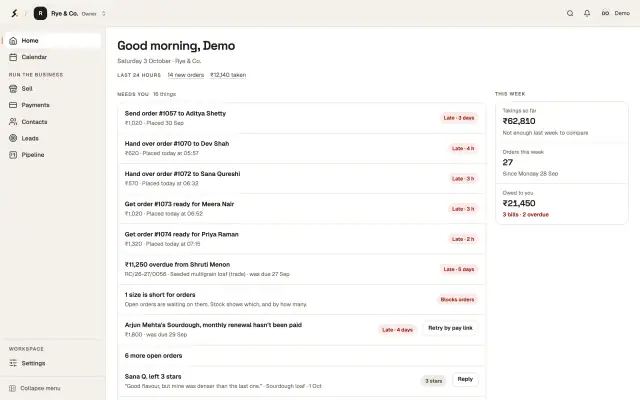 R Rye & Co. Owner
DO Demo
Home
Calendar
RUN THE BUSINESS
Sell
Payments
Contacts
Leads
Pipeline
WORKSPACE
Settings
Collapse menu
Good morning, Demo
Saturday 3 October · Rye & Co.
LAST 24 HOURS 14 new orders ₹12,140 taken
NEEDS YOU 16 things
Send order #1057 to Aditya Shetty
₹1,020 · Placed 30 Sep
Late · 3 days
Hand over order #1070 to Dev Shah
₹620 · Placed today at 05:57
Late · 4 h
Hand over order #1072 to Sana Qureshi
₹570 · Placed today at 06:32
Late · 3 h
Get order #1073 ready for Meera Nair
₹1,020 · Placed today at 06:52
Late · 3 h
Get order #1074 ready for Priya Raman
₹1,320 · Placed today at 07:15
Late · 2 h
₹11,250 overdue from Shruti Menon
RC/26-27/0056 · Seeded multigrain loaf (trade) · was due 27 Sep
Late · 5 days
1 size is short for orders
Open orders are waiting on them. Stock shows which, and by how many.
Blocks orders
Arjun Mehta's Sourdough, monthly renewal hasn't been paid
₹1,800 · was due 29 Sep
Late · 4 days
Retry by pay link
6 more open orders
Sana Q. left 3 stars
"Good flavour, but mine was denser than the last one." · Sourdough loaf · 1 Oct
3 stars
Reply
THIS WEEK
Takings so far
₹62,810
Not enough last week to compare
Orders this week
27
Since Monday 28 Sep
Owed to you
₹21,450
3 bills · 2 overdue